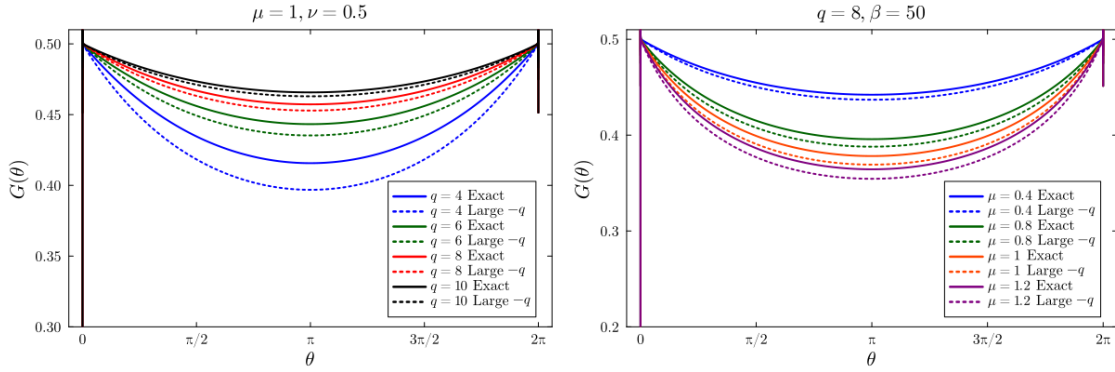 μ = 1, ν = 0.5
G(θ)
0.50
0.45
0.40
0.35
0.30
q = 4 Exact
q = 4 Large −q
q = 6 Exact
q = 6 Large −q
q = 8 Exact
q = 8 Large −q
q = 10 Exact
q = 10 Large −q
0 π/2 π 3π/2 2π
θ
q = 8, β = 50
G(θ)
0.5
0.4
0.3
0.2
μ = 0.4 Exact
μ = 0.4 Large −q
μ = 0.8 Exact
μ = 0.8 Large −q
μ = 1 Exact
μ = 1 Large −q
μ = 1.2 Exact
μ = 1.2 Large −q
0 π/2 π 3π/2 2π
θ